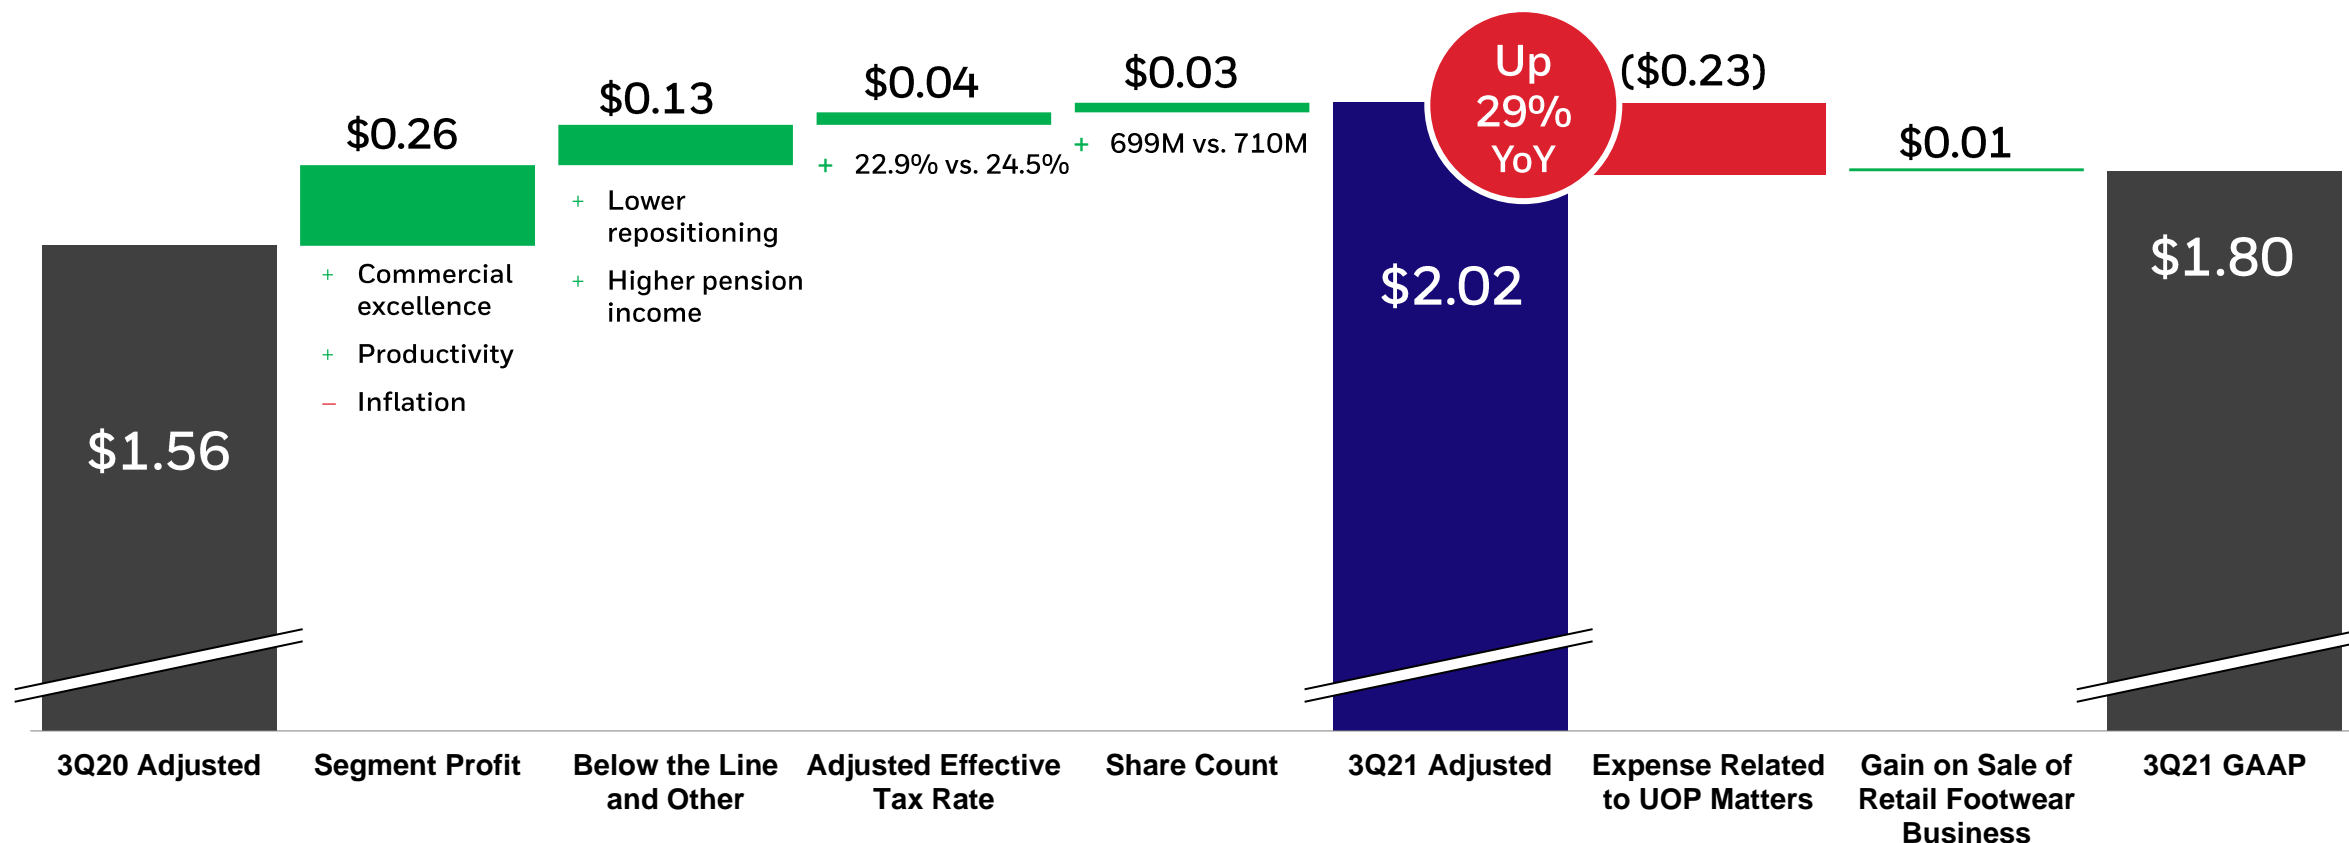 $1.56
$0.26
+ Commercial
excellence
+ Productivity
– Inflation
$0.13
+ Lower
repositioning
+ Higher pension
income
$0.04
+ 22.9% vs. 24.5%
$0.03
+ 699M vs. 710M
$2.02
Up
29%
YoY
($0.23)
$0.01
$1.80
3Q20 Adjusted
Segment Profit
Below the Line
and Other
Adjusted Effective
Tax Rate
Share Count
3Q21 Adjusted
Expense Related
to UOP Matters
Gain on Sale of
Retail Footwear
Business
3Q21 GAAP